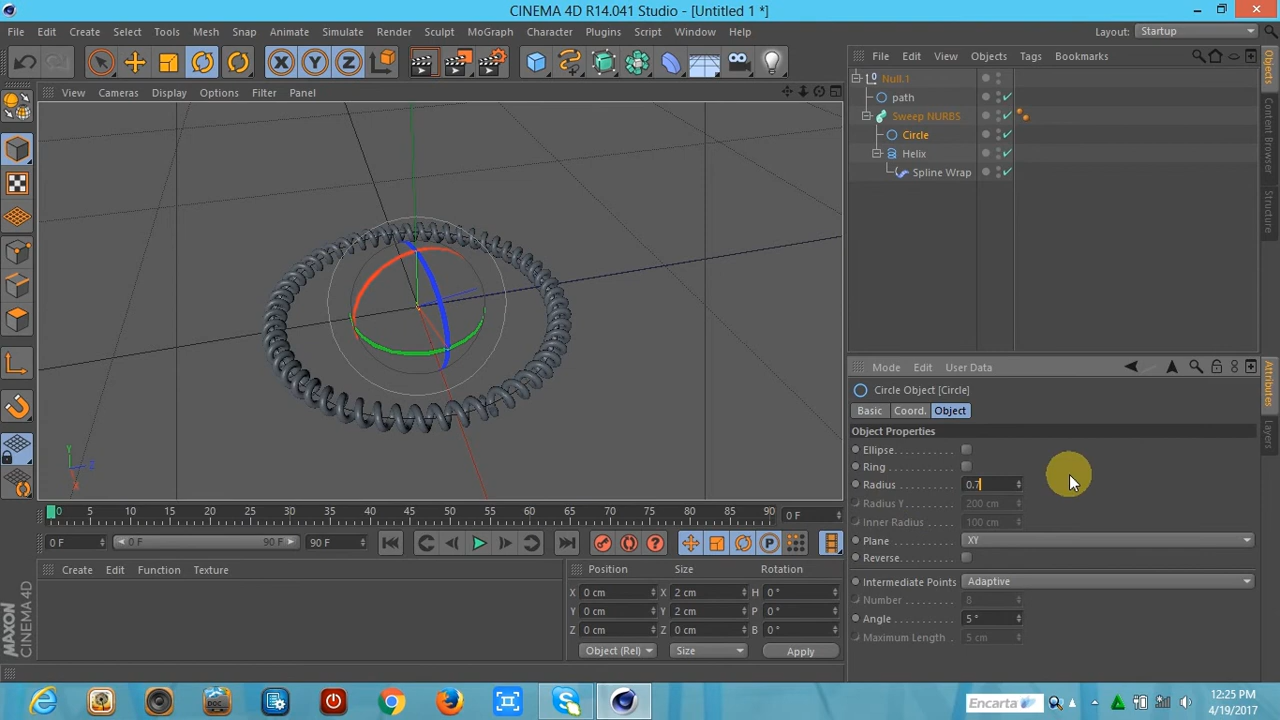 CINEMA 4D R14.041 Studio - [Untitled 1 *]
File Edit Create Select Tools Mesh Snap Animate Simulate Render Sculpt MoGraph Character Plugins Script Window Help Layout: Startup
X Y Z
File Edit View Objects Tags Bookmarks
View Cameras Display Options Filter Panel
Null.1
path
Sweep NURBS
Circle
Helix
Spline Wrap
Objects
Content Browser
Structure
Mode Edit User Data
Circle Object [Circle]
Basic Coord. Object
Object Properties
Ellipse
Ring
Radius 0.7
Radius Y 200 cm
Inner Radius 100 cm
Plane XY
Reverse
Intermediate Points Adaptive
Number 8
Angle 5 °
Maximum Length 5 cm
Attributes
Layers
Y
Z
X
0 5 10 15 20 25 30 35 40 45 50 55 60 65 70 75 80 85 90 0 F
0 F 0 F 90 F 90 F
Create Edit Function Texture
Position Size Rotation
X 0 cm X 2 cm H 0 °
Y 0 cm Y 2 cm P 0 °
Z 0 cm Z 0 cm B 0 °
Object (Rel) Size Apply
MAXON
CINEMA 4D
DOC
Encarta
12:25 PM
4/19/2017